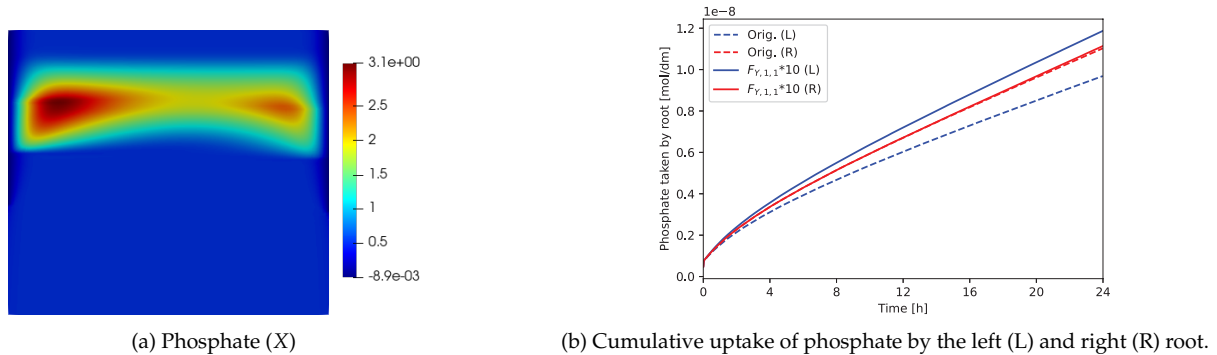 3.1e+00
2.5
2
1.5
1
0.5
-8.9e-03
(a) Phosphate (X)
1e−8
Phosphate taken by root [mol/dm]
1.2
1.0
0.8
0.6
0.4
0.2
0.0
Orig. (L)
Orig. (R)
F_{Y,1,1}*10 (L)
F_{Y,1,1}*10 (R)
0 4 8 12 16 20 24
Time [h]
(b) Cumulative uptake of phosphate by the left (L) and right (R) root.